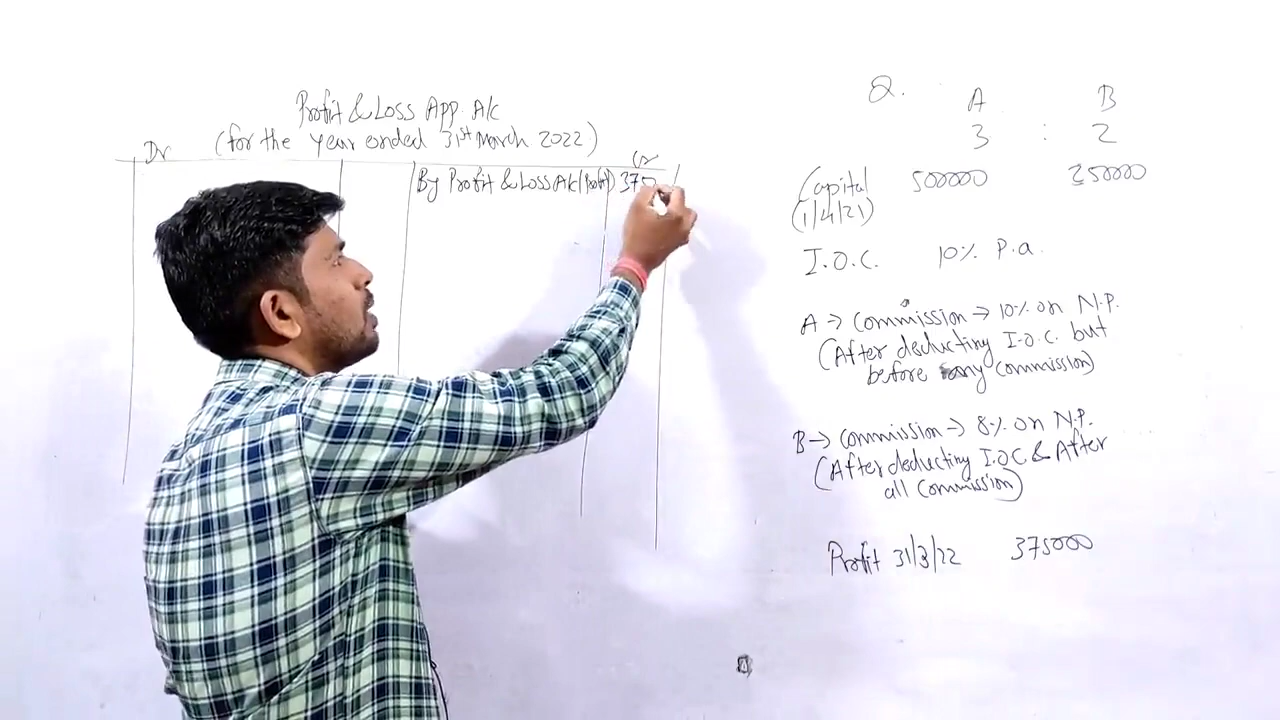 Profit & Loss App. A/c
(for the year ended 31st March 2022)
Dr Cr
By Profit & Loss A/c (Profit) 375
Q.
A B
3 : 2
Capital 500000 250000
(1/4/21)
I.O.C. 10% P.a.
A → Commission → 10% on N.P.
(After deducting I.O.C. but
before any Commission)
B → Commission → 8% on N.P.
(After deducting I.O.C & After
all Commission)
Profit 31/3/22 375000